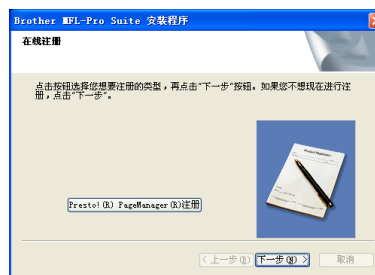 Brother MFL-Pro Suite 安装程序
在线注册
点击按钮选择您想要注册的类型，再点击“下一步”按钮。如果您不想现在进行注
册，点击“下一步”。
Presto!(R) PageManager(R)注册
< 上一步(B) 下一步(N) > 取消